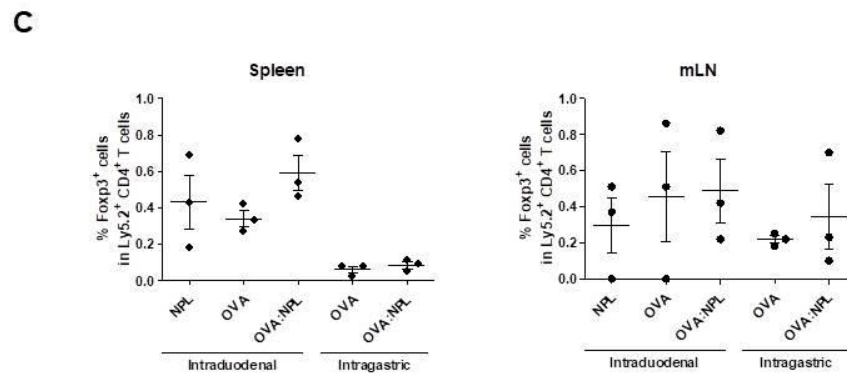 C
Spleen
% Foxp3⁺ cells
in Ly5.2⁺ CD4⁺ T cells
1.0
0.8
0.6
0.4
0.2
0.0
NPL
OVA
OVA:NPL
OVA
OVA:NPL
Intraduodenal
Intragastric
mLN
% Foxp3⁺ cells
in Ly5.2⁺ CD4⁺ T cells
1.0
0.8
0.6
0.4
0.2
0.0
NPL
OVA
OVA:NPL
OVA
OVA:NPL
Intraduodenal
Intragastric